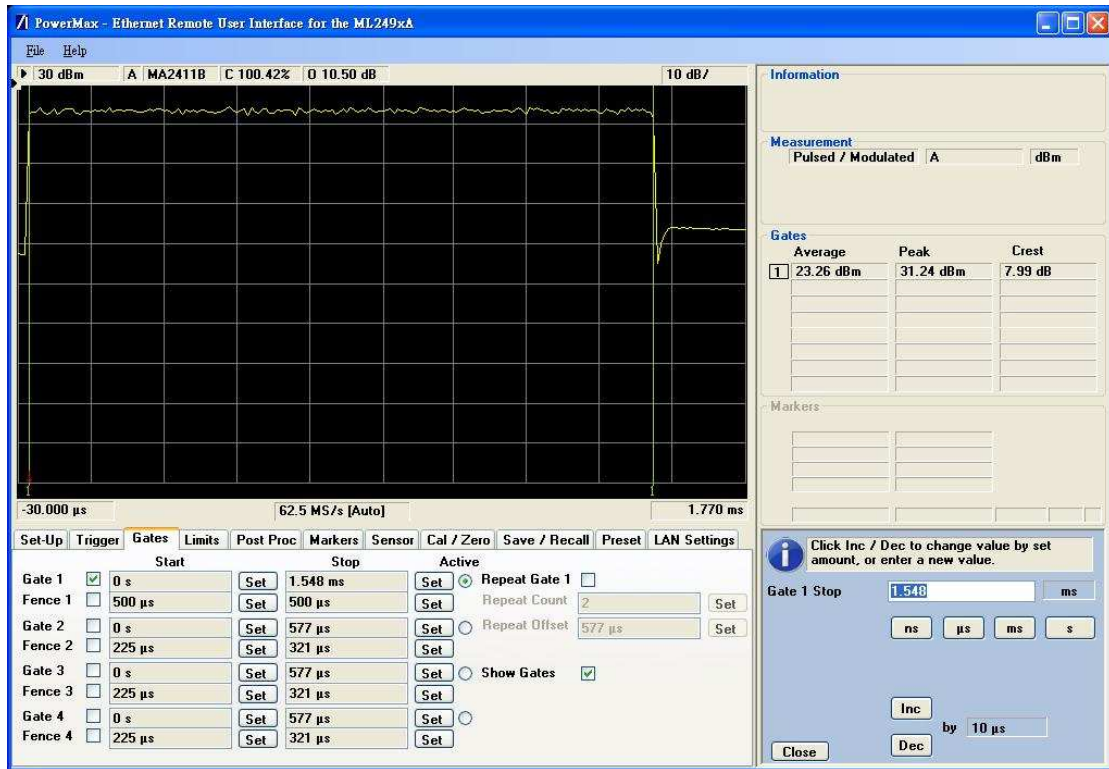 PowerMax - Ethernet Remote User Interface for the ML249xA
File Help
30 dBm A MA2411B C 100.42% O 10.50 dB 10 dB/
1 1
-30.000 µs 62.5 MS/s [Auto] 1.770 ms
Information
Measurement
Pulsed / Modulated A dBm
Gates
Average Peak Crest
1 23.26 dBm 31.24 dBm 7.99 dB
Markers
Set-Up Trigger Gates Limits Post Proc Markers Sensor Cal / Zero Save / Recall Preset LAN Settings
Start Stop Active
Gate 1 0 s Set 1.548 ms Set Repeat Gate 1
Fence 1 500 µs Set 500 µs Set Repeat Count 2 Set
Gate 2 0 s Set 577 µs Set Repeat Offset 577 µs Set
Fence 2 225 µs Set 321 µs Set
Gate 3 0 s Set 577 µs Set Show Gates
Fence 3 225 µs Set 321 µs Set
Gate 4 0 s Set 577 µs Set
Fence 4 225 µs Set 321 µs Set
Click Inc / Dec to change value by set
amount, or enter a new value.
Gate 1 Stop 1.548 ms
ns µs ms s
Inc
by 10 µs
Close Dec